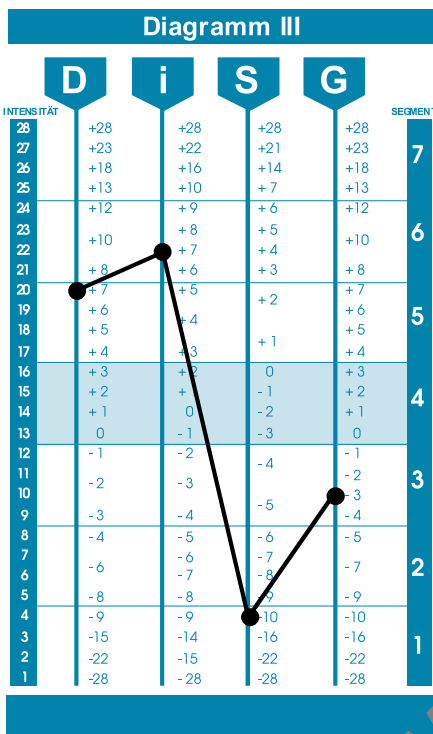 Diagramm III
D i S G
INTENSITÄT SEGMENT
28 +28 +28 +28 +28
27 +23 +22 +21 +23 7
26 +18 +16 +14 +18
25 +13 +10 + 7 +13
24 +12 + 9 + 6 +12
23 + 8 + 5
+10 +10 6
22 + 7 + 4
21 + 8 + 6 + 3 + 8
20 + 7 + 5 + 7
+ 2
19 + 6 + 6
+ 4 5
18 + 5 + 5
+ 1
17 + 4 + 3 + 4
16 + 3 + 2 0 + 3
15 + 2 + - 1 + 2 4
14 + 1 0 - 2 + 1
13 0 - 1 - 3 0
12 - 1 - 2 - 1
- 4
11 - 2
- 2 - 3 3
10 - 3
- 5
9 - 3 - 4 - 4
8 - 4 - 5 - 6 - 5
7 - 6 - 7
- 6 - 7 2
6 - 7 - 8
5 - 8 - 8 - 9 - 9
4 - 9 - 9 -10 -10
3 -15 -14 -16 -16 1
2 -22 -15 -22 -22
1 -28 - 28 -28 -28